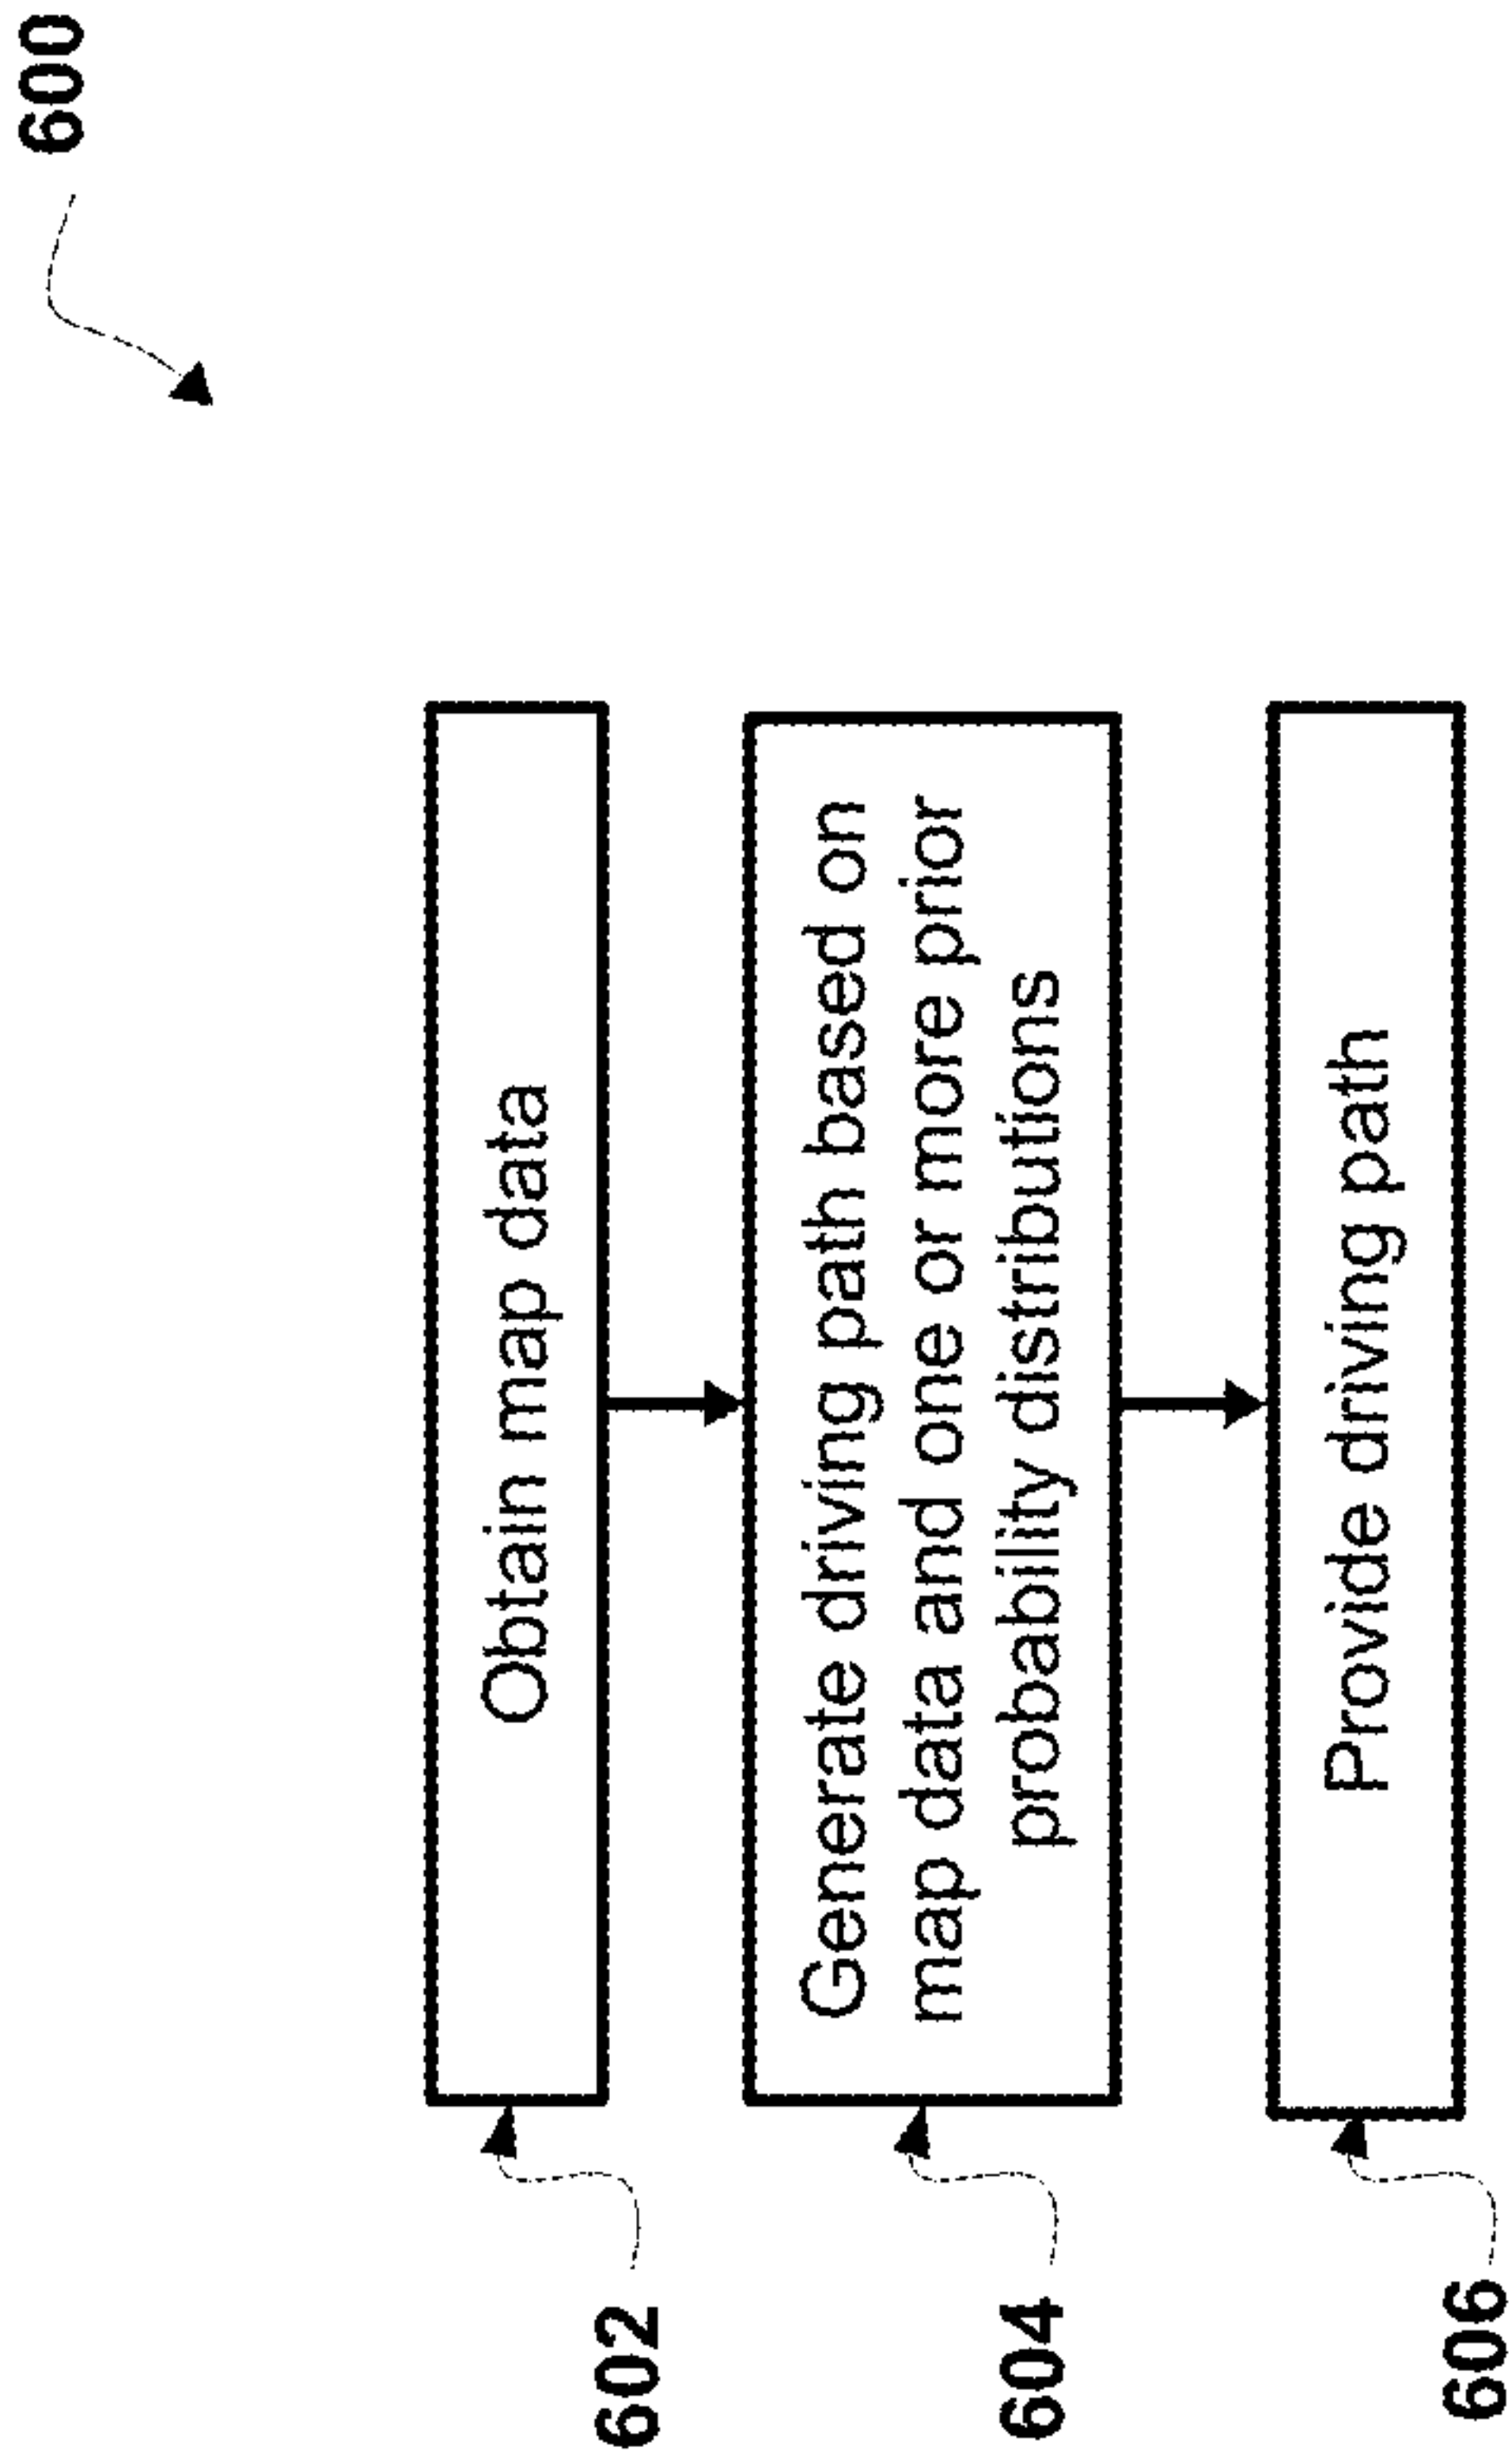 600
602
Obtain map data
604
Generate driving path based on
map data and one or more prior
probability distributions
606
Provide driving path